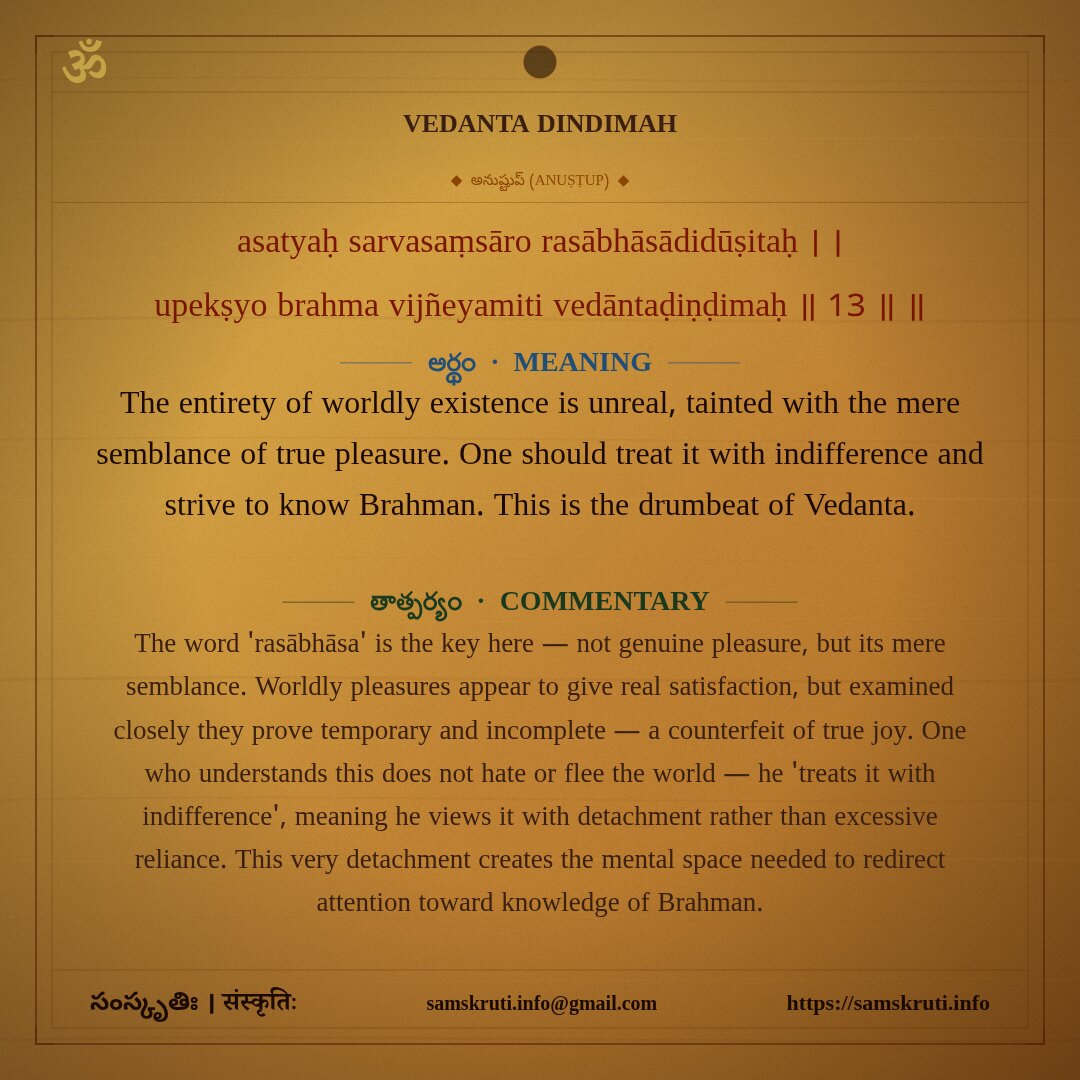 ॐ
VEDANTA DINDIMAH
◆ అనుష్టుప్ (ANUṢṬUP) ◆
asatyaḥ sarvasaṃsāro rasābhāsādidūṣitaḥ | |
upekṣyo brahma vijñeyamiti vedāntaḍiṇḍimaḥ ‖ 13 ‖ ‖
అర్థం · MEANING
The entirety of worldly existence is unreal, tainted with the mere
semblance of true pleasure. One should treat it with indifference and
strive to know Brahman. This is the drumbeat of Vedanta.
తాత్పర్యం · COMMENTARY
The word 'rasābhāsa' is the key here — not genuine pleasure, but its mere
semblance. Worldly pleasures appear to give real satisfaction, but examined
closely they prove temporary and incomplete — a counterfeit of true joy. One
who understands this does not hate or flee the world — he 'treats it with
indifference', meaning he views it with detachment rather than excessive
reliance. This very detachment creates the mental space needed to redirect
attention toward knowledge of Brahman.
సంస్కృతిః | संस्कृतिः samskruti.info@gmail.com https://samskruti.info